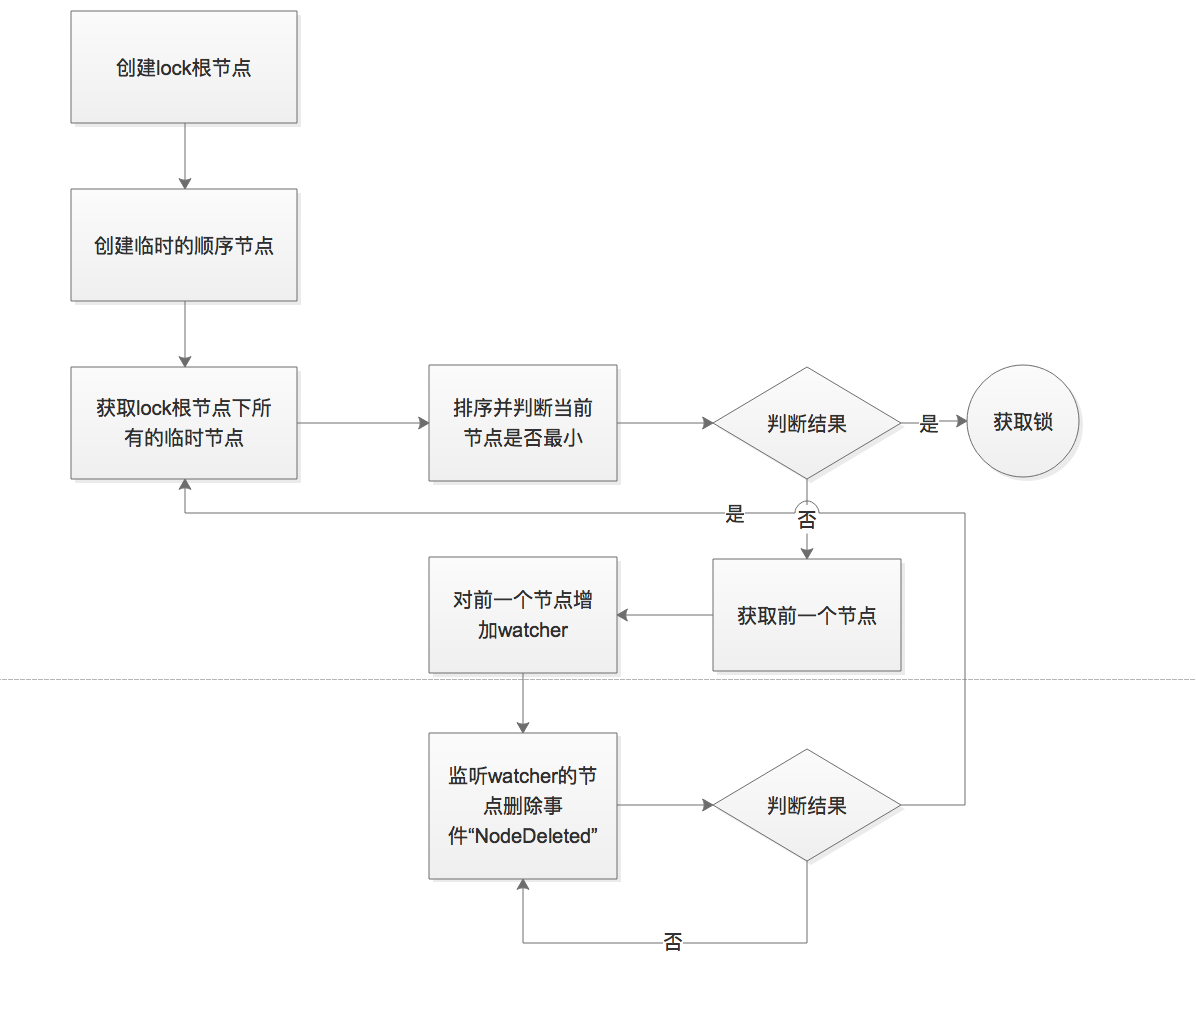 创建lock根节点
创建临时的顺序节点
获取lock根节点下所
有的临时节点
排序并判断当前
节点是否最小
判断结果
是
获取锁
是
否
对前一个节点增
加watcher
获取前一个节点
监听watcher的节
点删除事
件“NodeDeleted”
判断结果
否